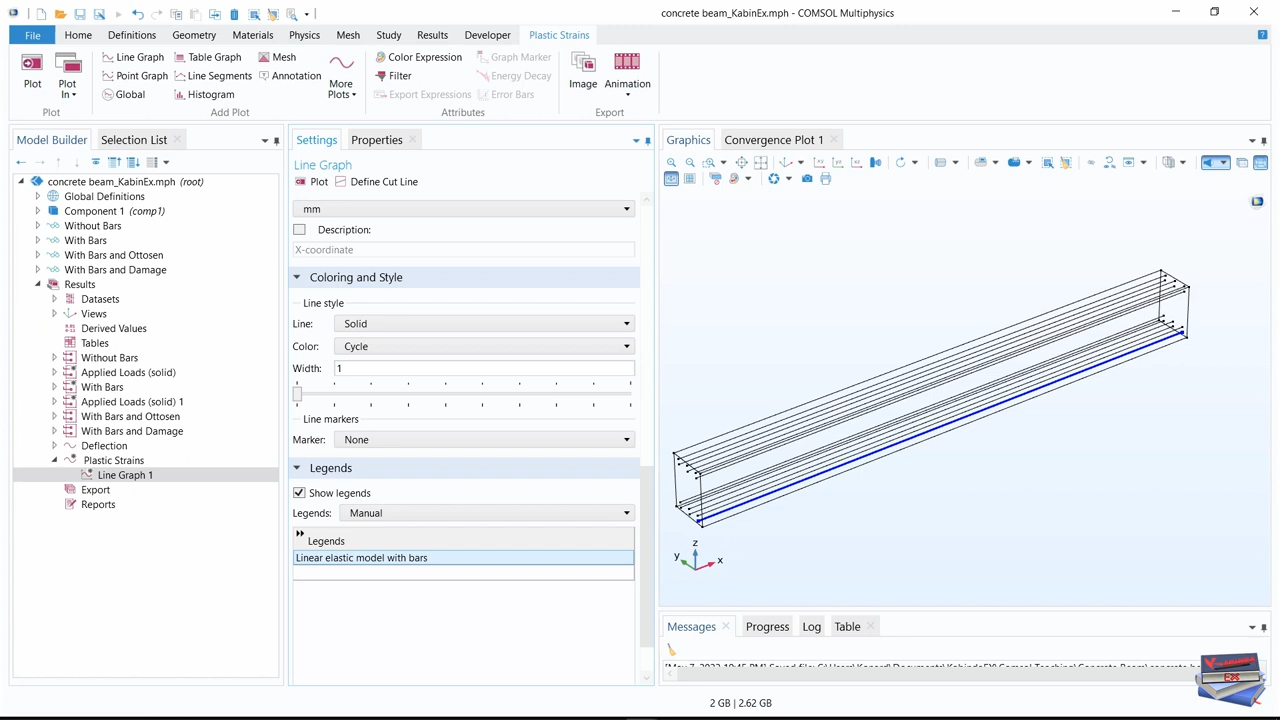 concrete beam_KabinEx.mph - COMSOL Multiphysics
File Home Definitions Geometry Materials Physics Mesh Study Results Developer Plastic Strains
Line Graph Table Graph Mesh Color Expression Graph Marker
Point Graph Line Segments Annotation Filter Energy Decay
Global Histogram Export Expressions Error Bars
Plot Plot In More Plots Image Animation
Plot Add Plot Attributes Export
Model Builder Selection List Settings Properties Graphics Convergence Plot 1
concrete beam_KabinEx.mph (root)
Global Definitions
Component 1 (comp1)
Without Bars
With Bars
With Bars and Ottosen
With Bars and Damage
Results
Datasets
Views
Derived Values
Tables
Without Bars
Applied Loads (solid)
With Bars
Applied Loads (solid) 1
With Bars and Ottosen
With Bars and Damage
Deflection
Plastic Strains
Line Graph 1
Export
Reports
Line Graph
Plot Define Cut Line
mm
Description:
X-coordinate
Coloring and Style
Line style
Line: Solid
Color: Cycle
Width: 1
Line markers
Marker: None
Legends
Show legends
Legends: Manual
Legends
Linear elastic model with bars
z
y
x
Messages Progress Log Table
2 GB | 2.62 GB
EX